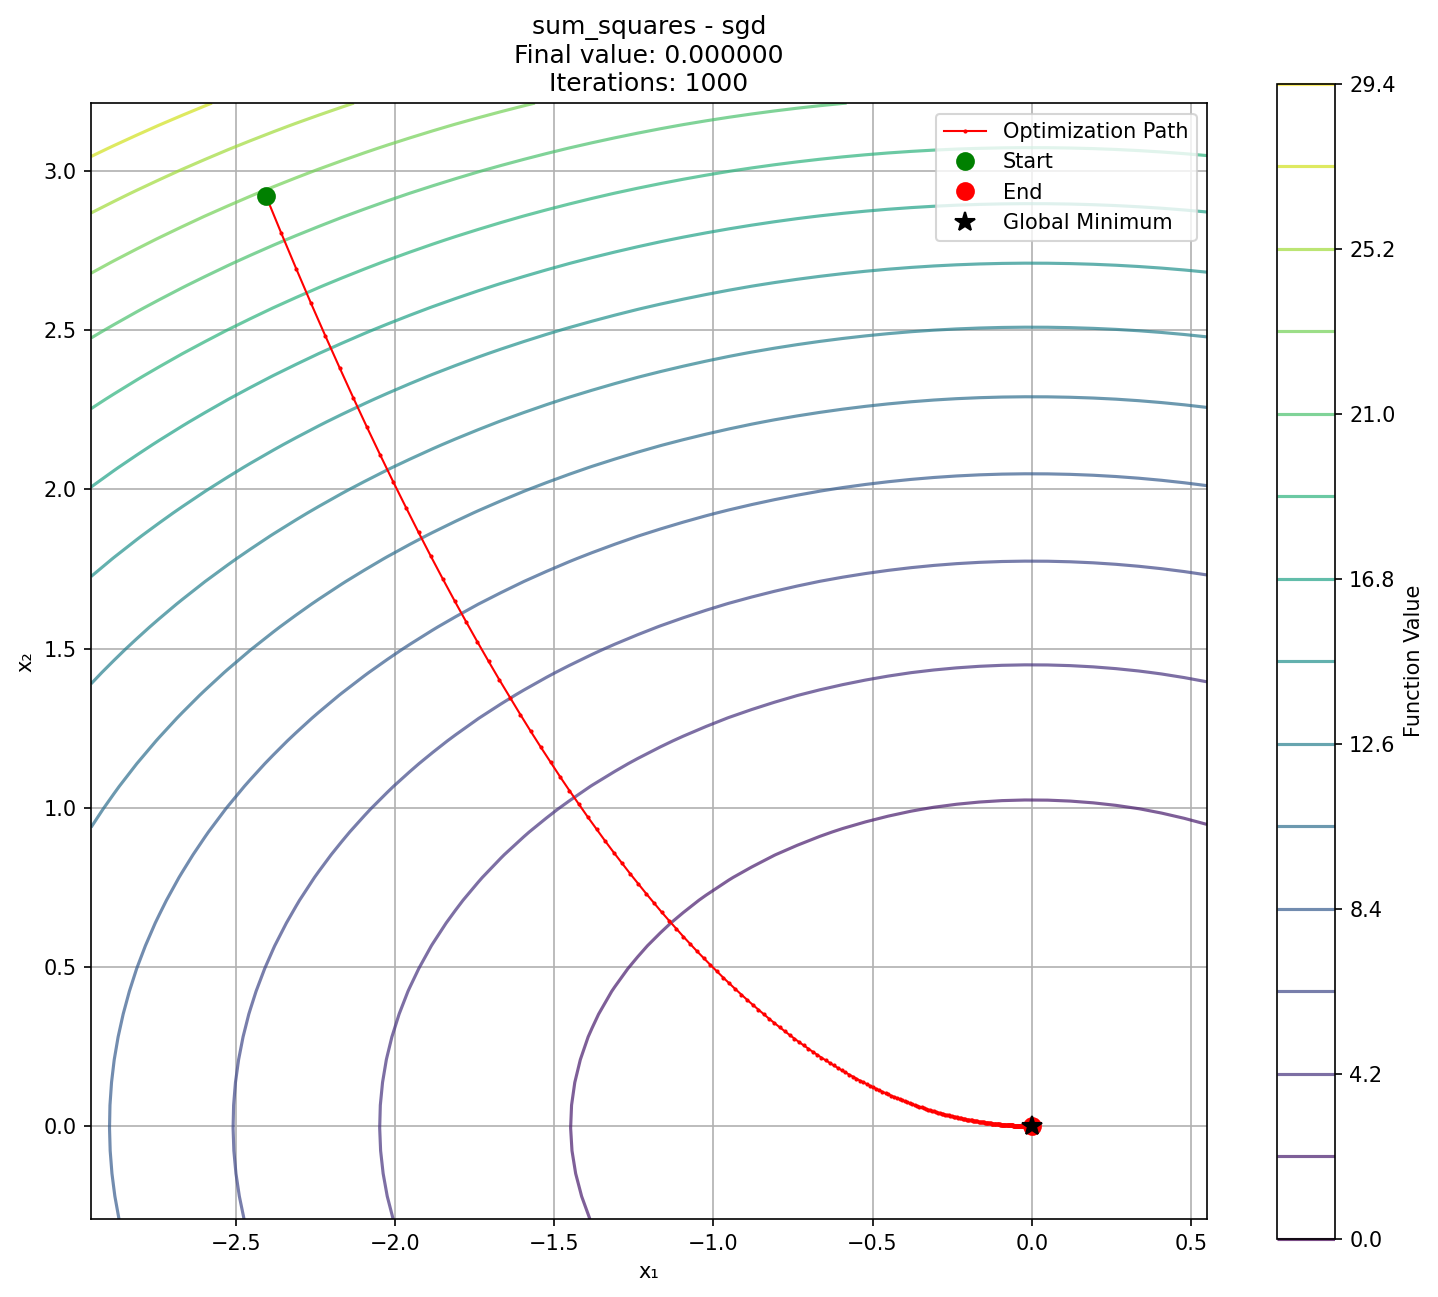 sum_squares - sgd
Final value: 0.000000
Iterations: 1000
Optimization Path
Start
End
Global Minimum
3.0
2.5
2.0
1.5
1.0
0.5
0.0
x₂
−2.5
−2.0
−1.5
−1.0
−0.5
0.0
0.5
x₁
29.4
25.2
21.0
16.8
12.6
8.4
4.2
0.0
Function Value